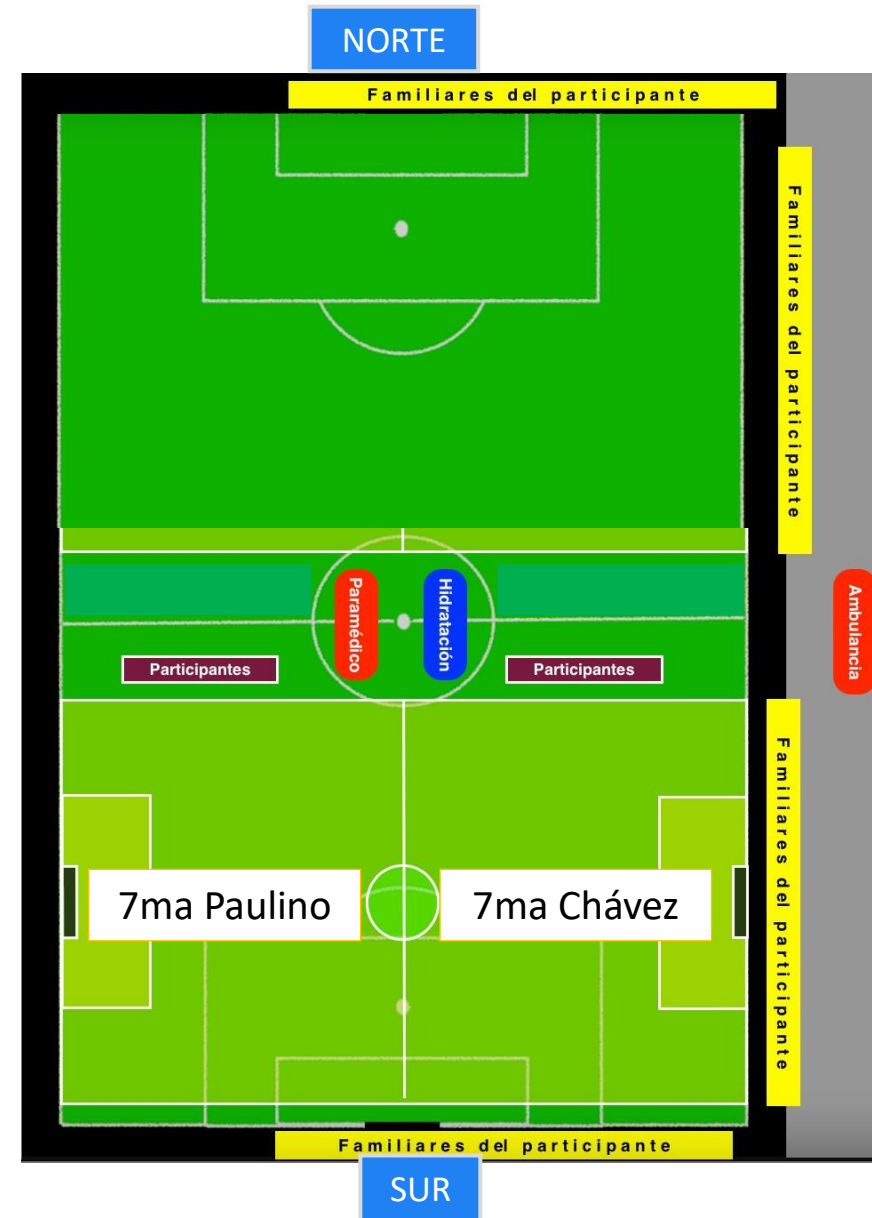 NORTE
Familiares del participante
Familiares del participante
Paramédico
Hidratación
Ambulancia
Participantes
Participantes
Familiares del participante
7ma Paulino
7ma Chávez
Familiares del participante
SUR